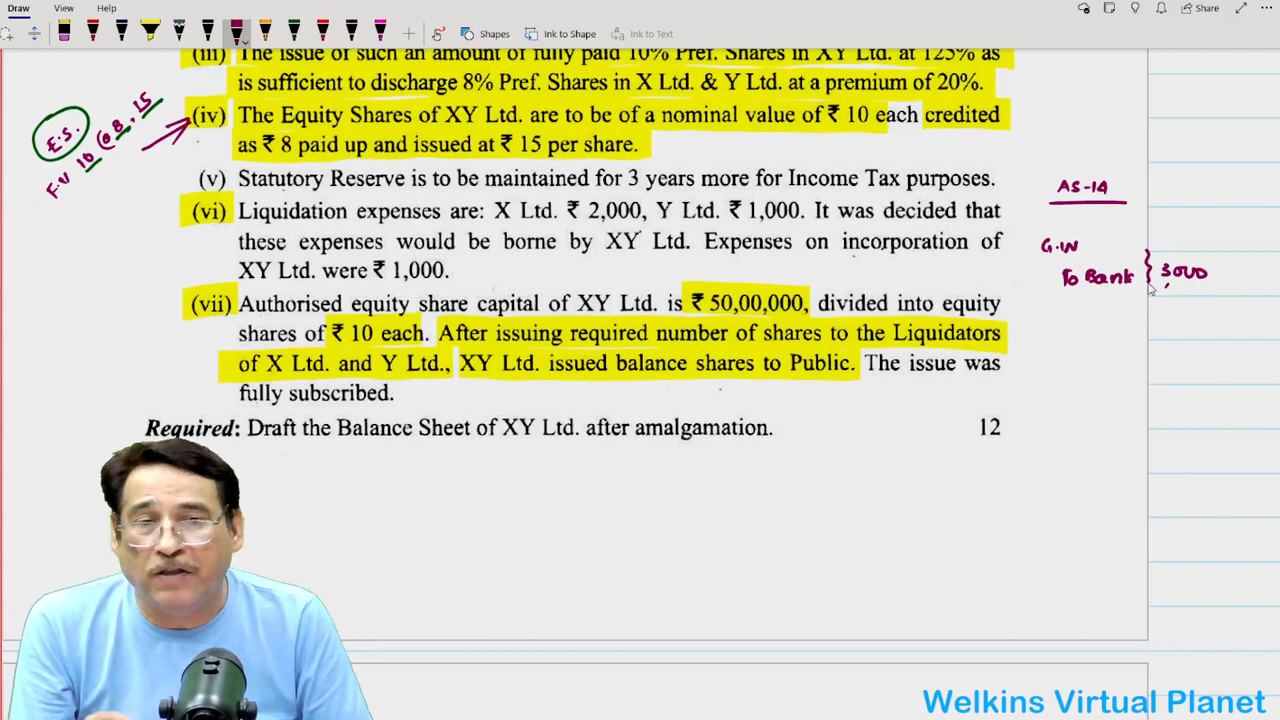 Draw View Help
Share
Shapes
Ink to Shape
Ink to Text
(iii) The issue of such an amount of fully paid 10% Pref. Shares in XY Ltd. at 125% as
is sufficient to discharge 8% Pref. Shares in X Ltd. & Y Ltd. at a premium of 20%.
(iv) The Equity Shares of XY Ltd. are to be of a nominal value of ₹ 10 each credited
as ₹ 8 paid up and issued at ₹ 15 per share.
E.S.
F.V 10 @ 8, 15
(v) Statutory Reserve is to be maintained for 3 years more for Income Tax purposes.
(vi) Liquidation expenses are: X Ltd. ₹ 2,000, Y Ltd. ₹ 1,000. It was decided that
these expenses would be borne by XY Ltd. Expenses on incorporation of
XY Ltd. were ₹ 1,000.
AS-14
G.W
To Bank } 3000
(vii) Authorised equity share capital of XY Ltd. is ₹ 50,00,000, divided into equity
shares of ₹ 10 each. After issuing required number of shares to the Liquidators
of X Ltd. and Y Ltd., XY Ltd. issued balance shares to Public. The issue was
fully subscribed.
Required: Draft the Balance Sheet of XY Ltd. after amalgamation. 12
Welkins Virtual Planet